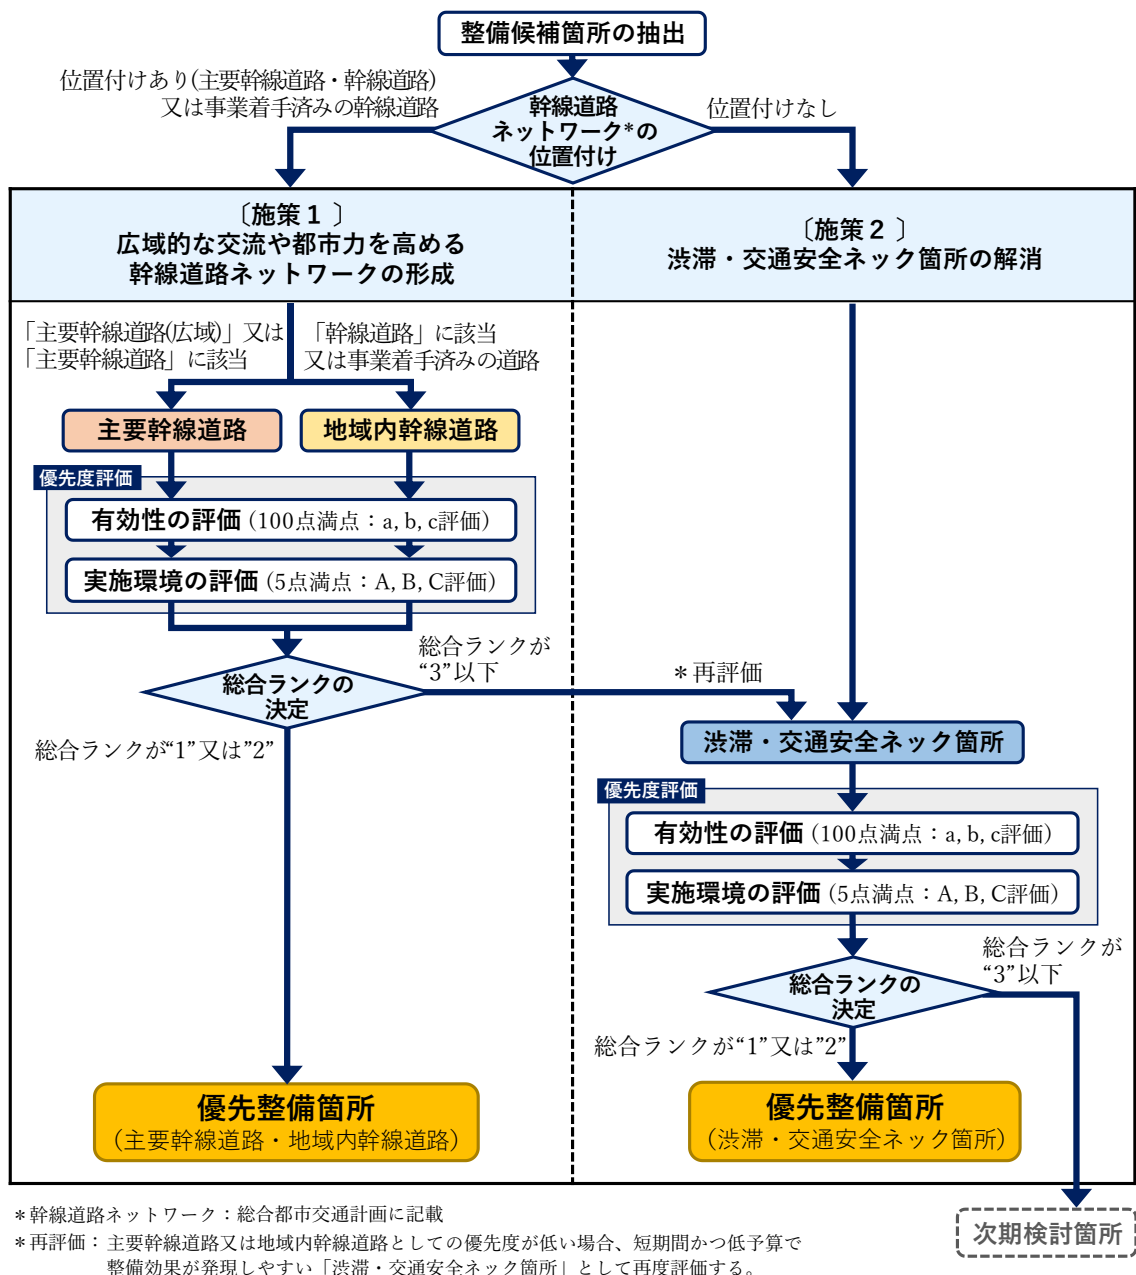 整備候補箇所の抽出
位置付けあり(主要幹線道路・幹線道路)
又は事業着手済みの幹線道路
幹線道路
ネットワーク*の
位置付け
位置付けなし
〔施策１〕
広域的な交流や都市力を高める
幹線道路ネットワークの形成
〔施策２〕
渋滞・交通安全ネック箇所の解消
「主要幹線道路(広域)」又は
「主要幹線道路」に該当
「幹線道路」に該当
又は事業着手済みの道路
主要幹線道路
地域内幹線道路
優先度評価
有効性の評価（100点満点：a, b, c評価）
実施環境の評価（5点満点：A, B, C評価）
総合ランクの
決定
総合ランクが
“3”以下
＊再評価
総合ランクが“1”又は”2”
渋滞・交通安全ネック箇所
優先度評価
有効性の評価（100点満点：a, b, c評価）
実施環境の評価（5点満点：A, B, C評価）
総合ランクの
決定
総合ランクが
“3”以下
総合ランクが“1”又は”2”
優先整備箇所
（主要幹線道路・地域内幹線道路）
優先整備箇所
（渋滞・交通安全ネック箇所）
次期検討箇所
＊幹線道路ネットワーク：総合都市交通計画に記載
＊再評価：主要幹線道路又は地域内幹線道路としての優先度が低い場合、短期間かつ低予算で
整備効果が発現しやすい「渋滞・交通安全ネック箇所」として再度評価する。